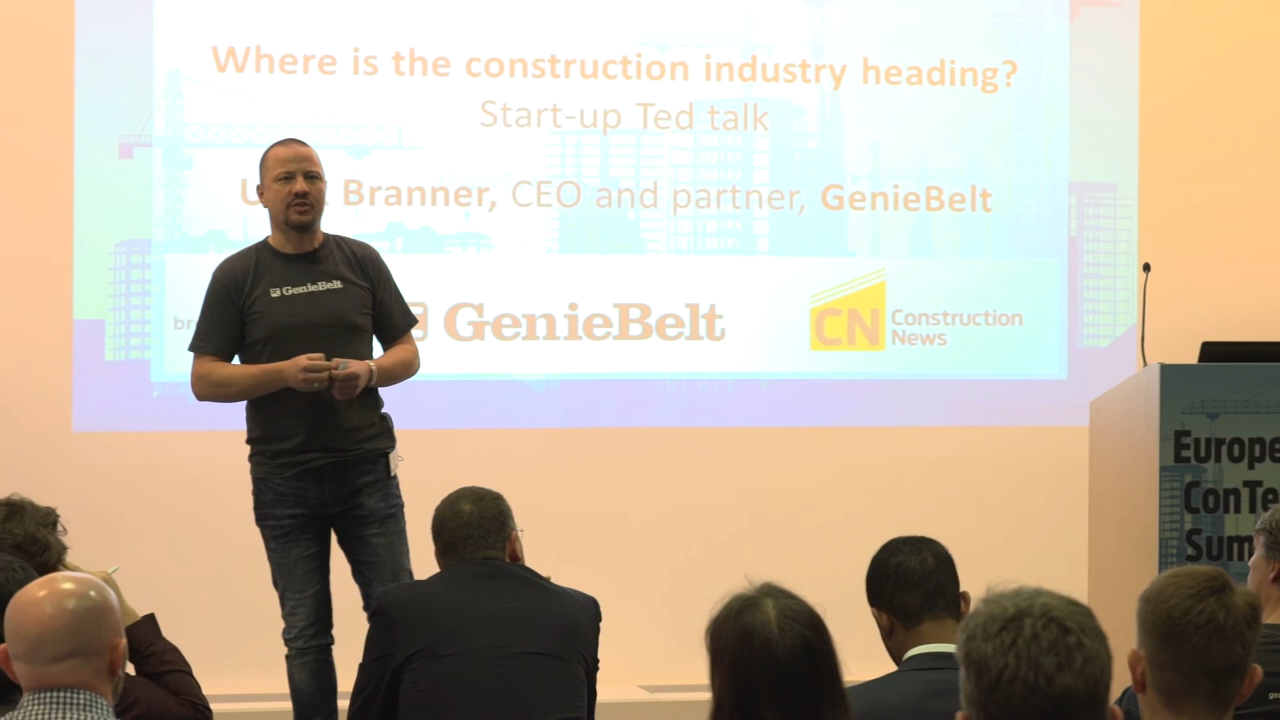 Where is the construction industry heading?
Start-up Ted talk
Branner, CEO and partner, GenieBelt
GenieBelt
GenieBelt
CN Construction
News
Europe
ConTe
Sum